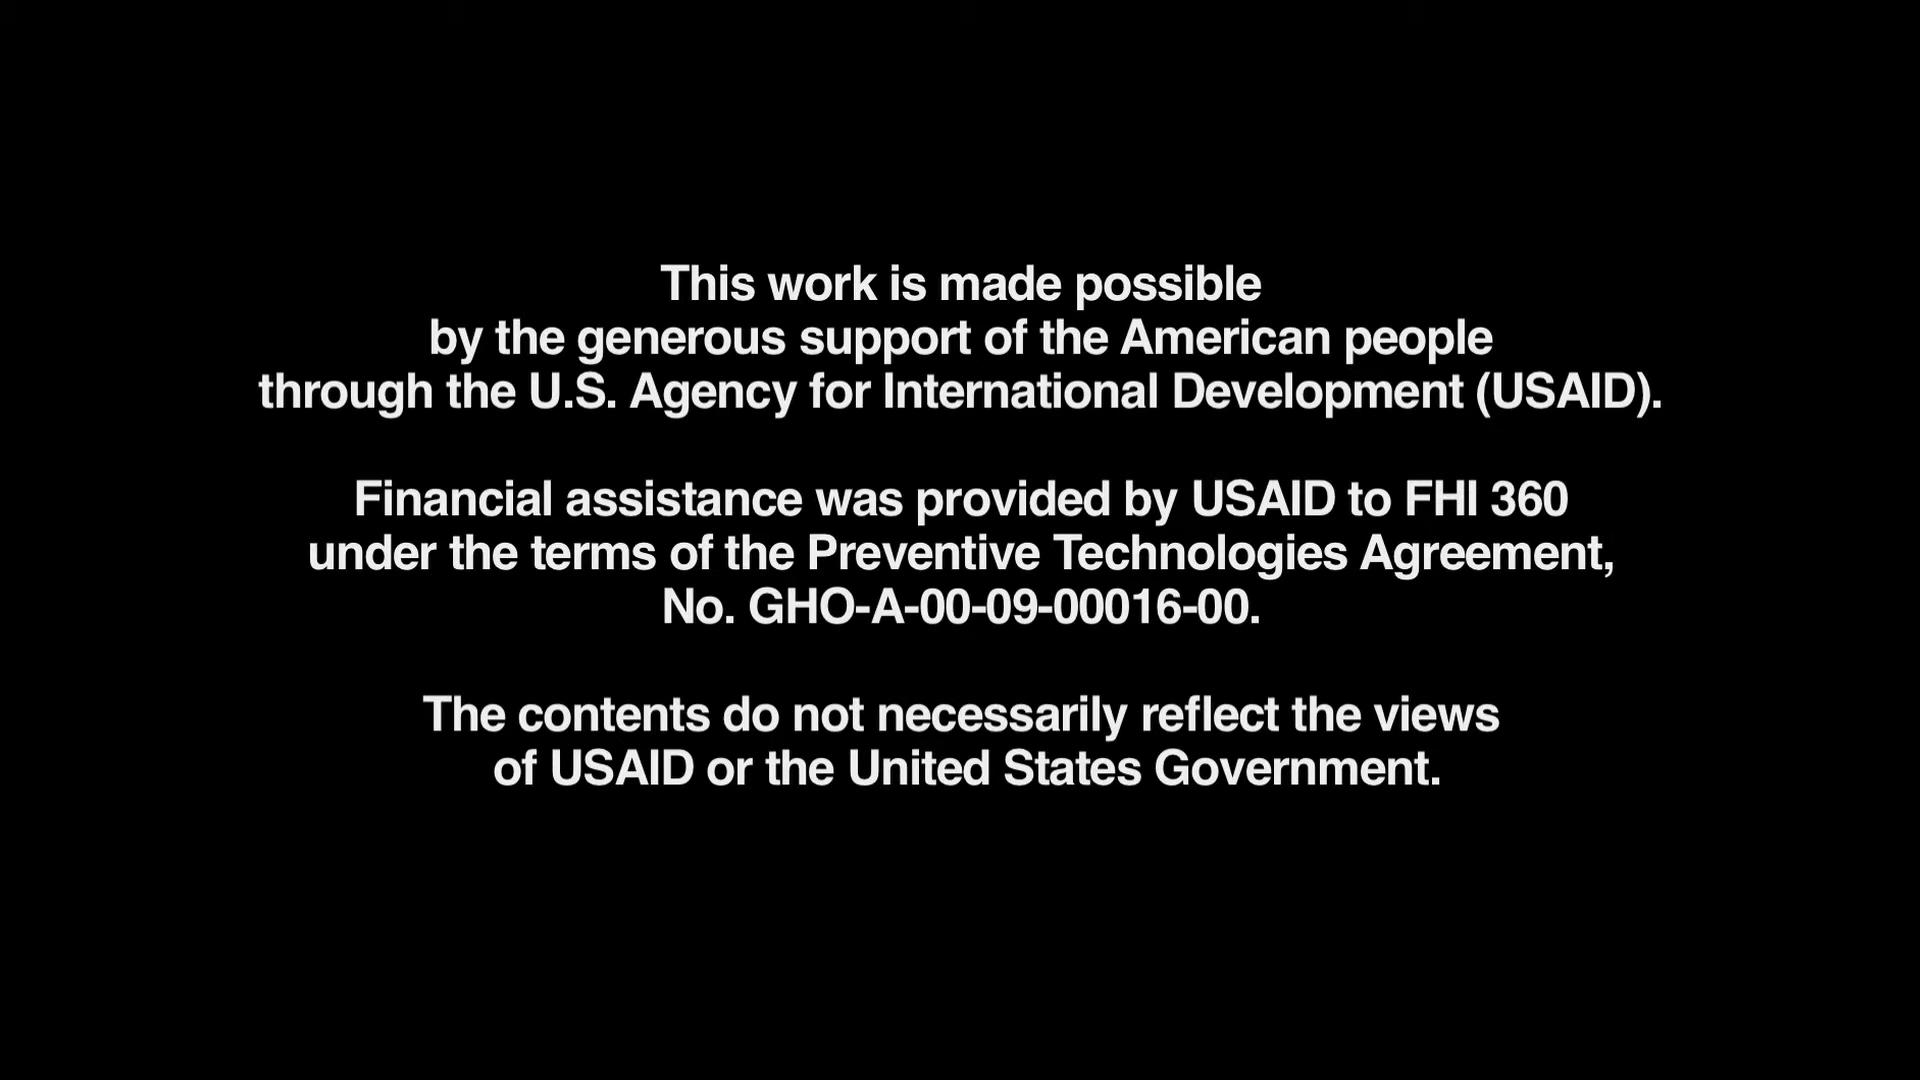 This work is made possible
by the generous support of the American people
through the U.S. Agency for International Development (USAID).
Financial assistance was provided by USAID to FHI 360
under the terms of the Preventive Technologies Agreement,
No. GHO-A-00-09-00016-00.
The contents do not necessarily reflect the views
of USAID or the United States Government.